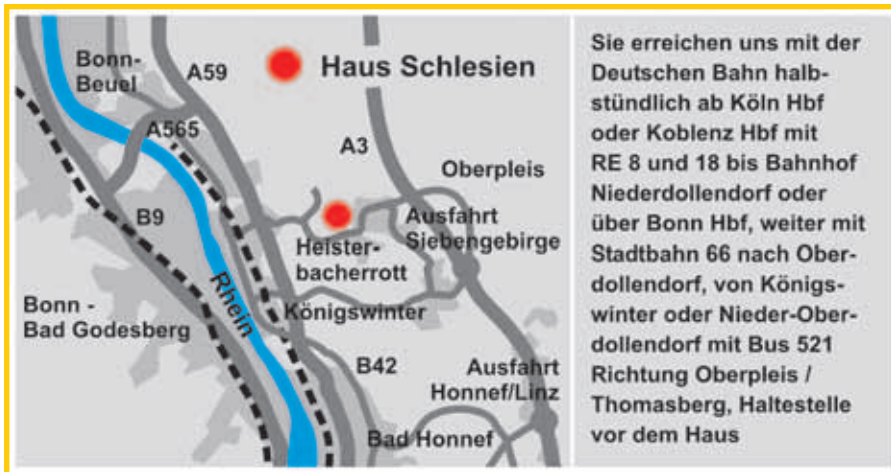 Bonn-
Beuel
A59
Haus Schlesien
A565
A3
Oberpleis
B9
Ausfahrt
Siebengebirge
Heister-
bacherrott
Rhein
Königswinter
Bonn -
Bad Godesberg
B42
Ausfahrt
Honnef/Linz
Bad Honnef
Sie erreichen uns mit der
Deutschen Bahn halb-
stündlich ab Köln Hbf
oder Koblenz Hbf mit
RE 8 und 18 bis Bahnhof
Niederdollendorf oder
über Bonn Hbf, weiter mit
Stadtbahn 66 nach Ober-
dollendorf, von Königs-
winter oder Nieder-Ober-
dollendorf mit Bus 521
Richtung Oberpleis /
Thomasberg, Haltestelle
vor dem Haus